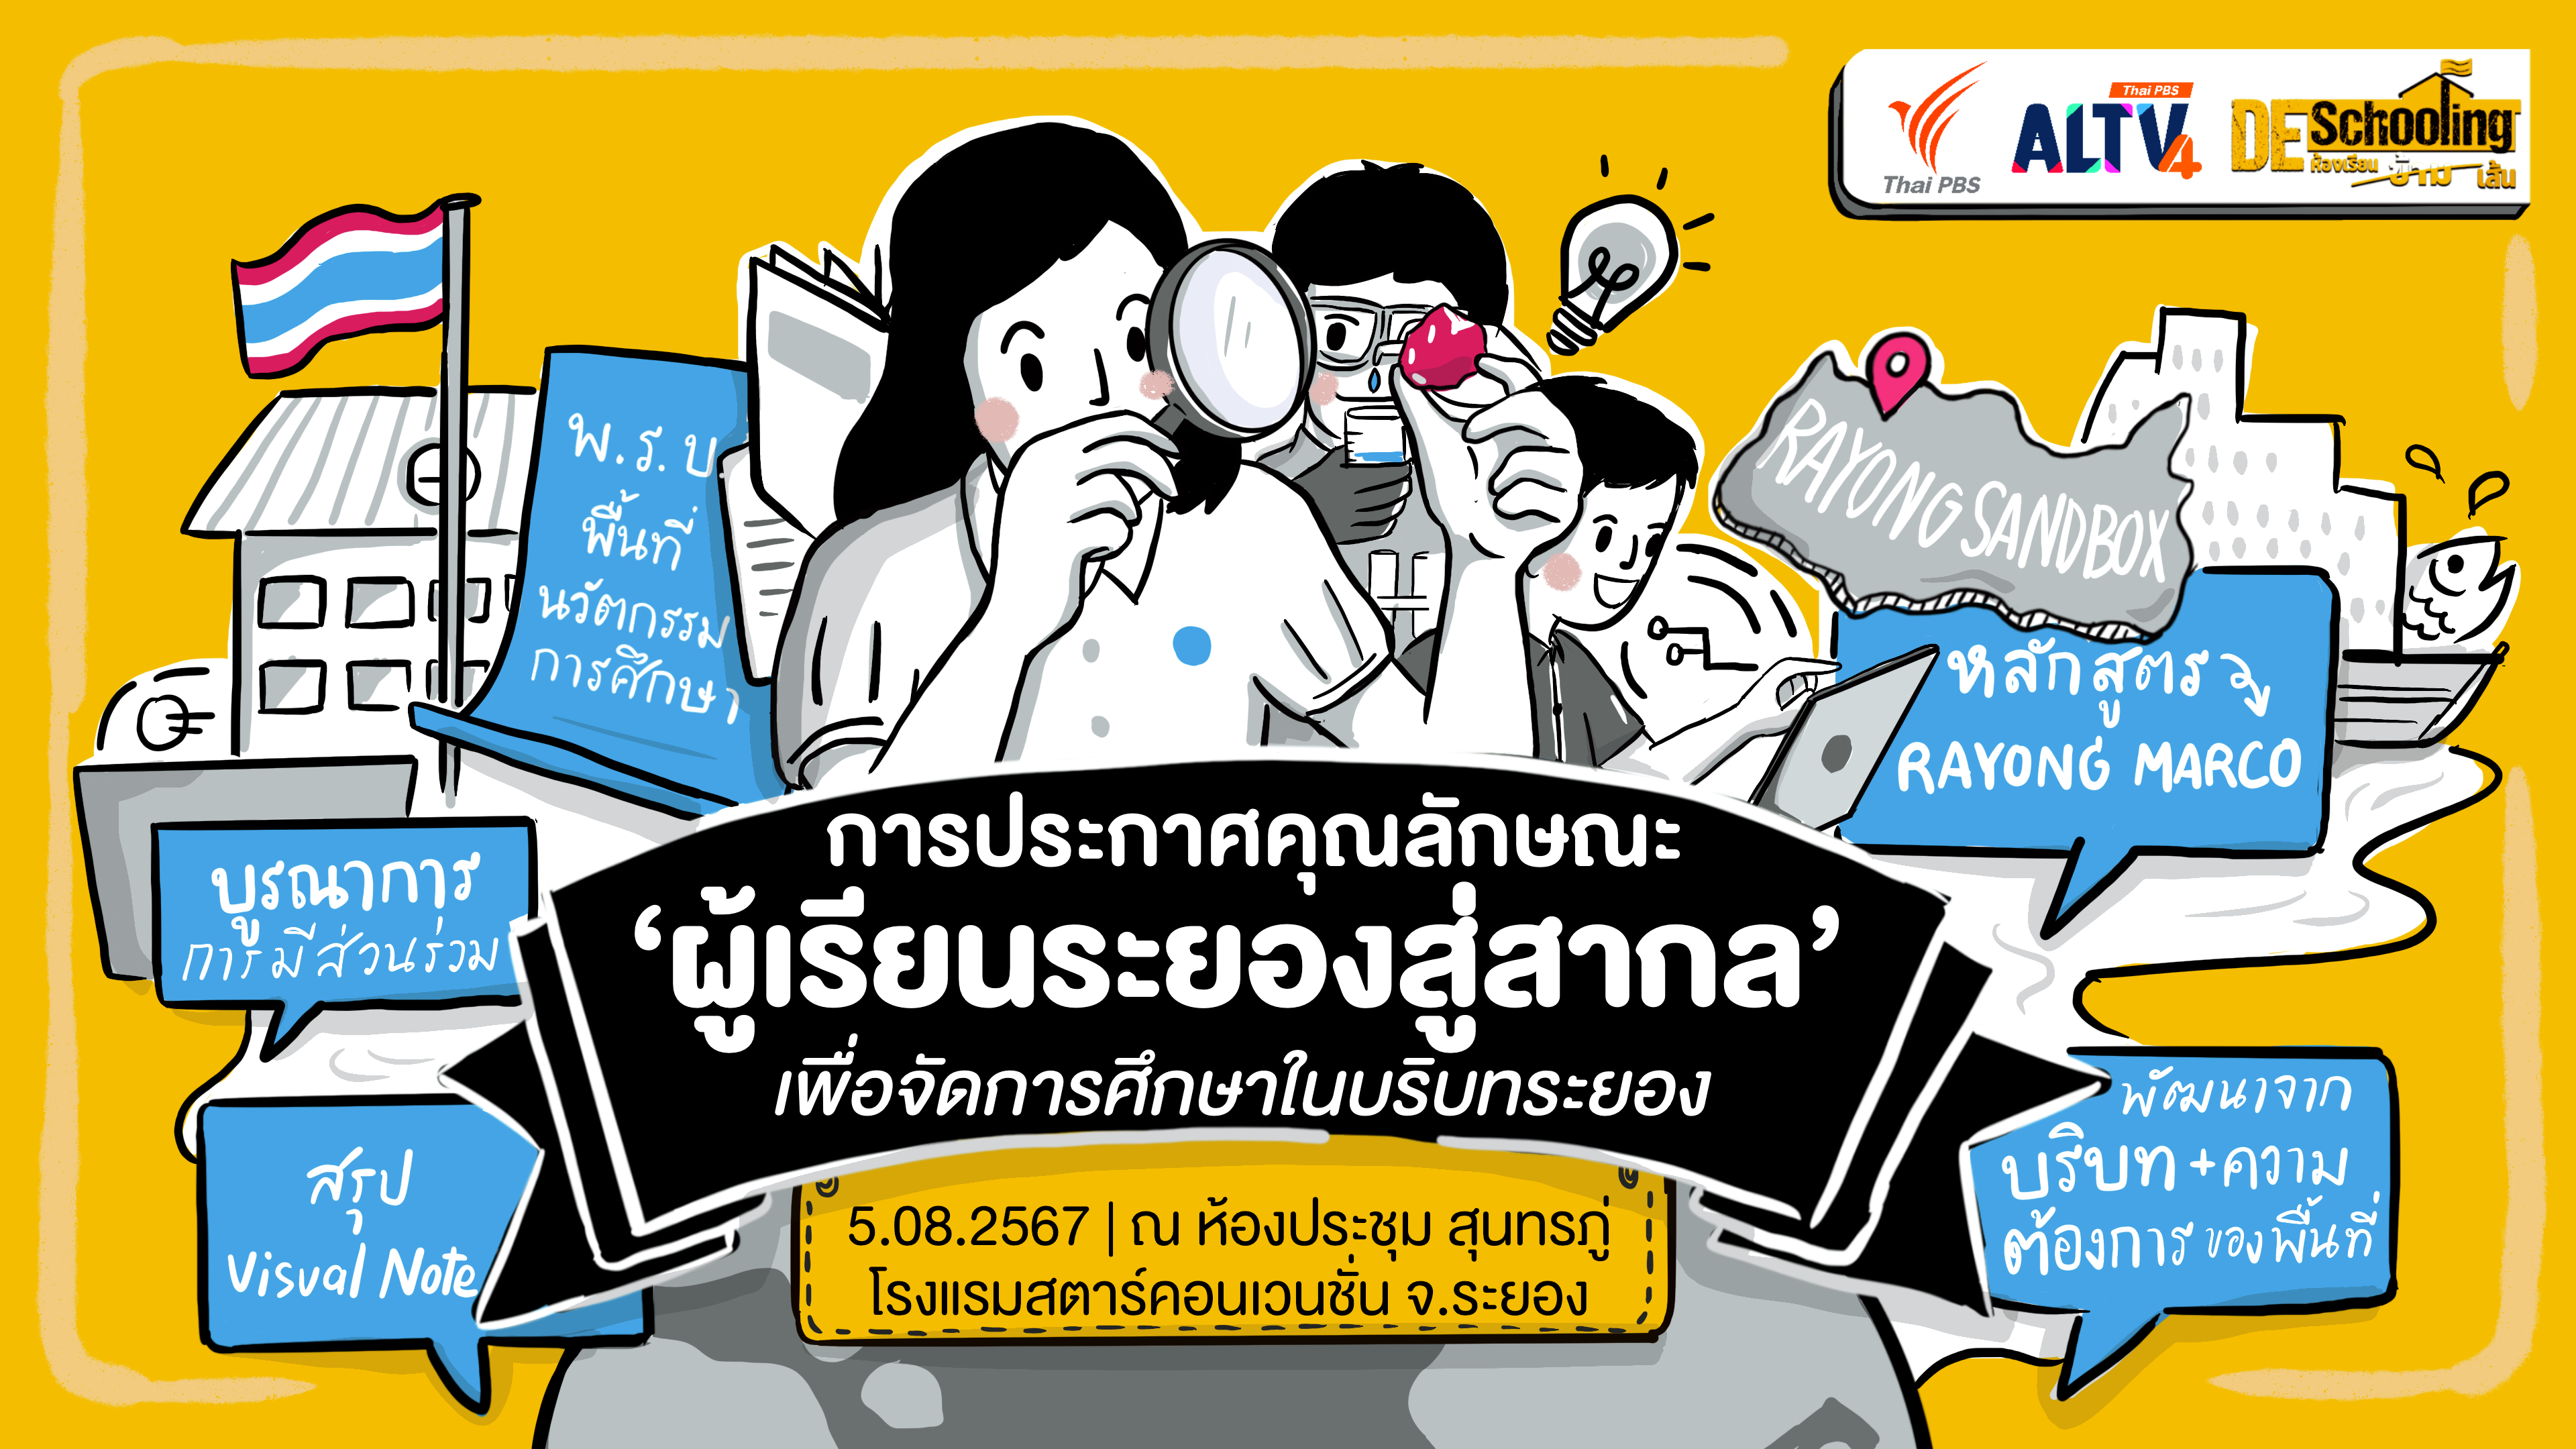 Thai PBS
Thai PBS
ALTV4
DESchooling
ห้องเรียนข้ามเส้น
พ.ร.บ.
พื้นที่
นวัตกรรม
การศึกษา
RAYONG SANDBOX
หลักสูตร
RAYONG MARCO
บูรณาการ
การมีส่วนร่วม
การประกาศคุณลักษณะ
‘ผู้เรียนระยองสู่สากล’
เพื่อจัดการศึกษาในบริบทระยอง
สรุป
Visual Note
พัฒนาจาก
บริบท + ความ
ต้องการ ของพื้นที่
5.08.2567 | ณ ห้องประชุม สุนทรภู่
โรงแรมสตาร์คอนเวนชั่น จ.ระยอง